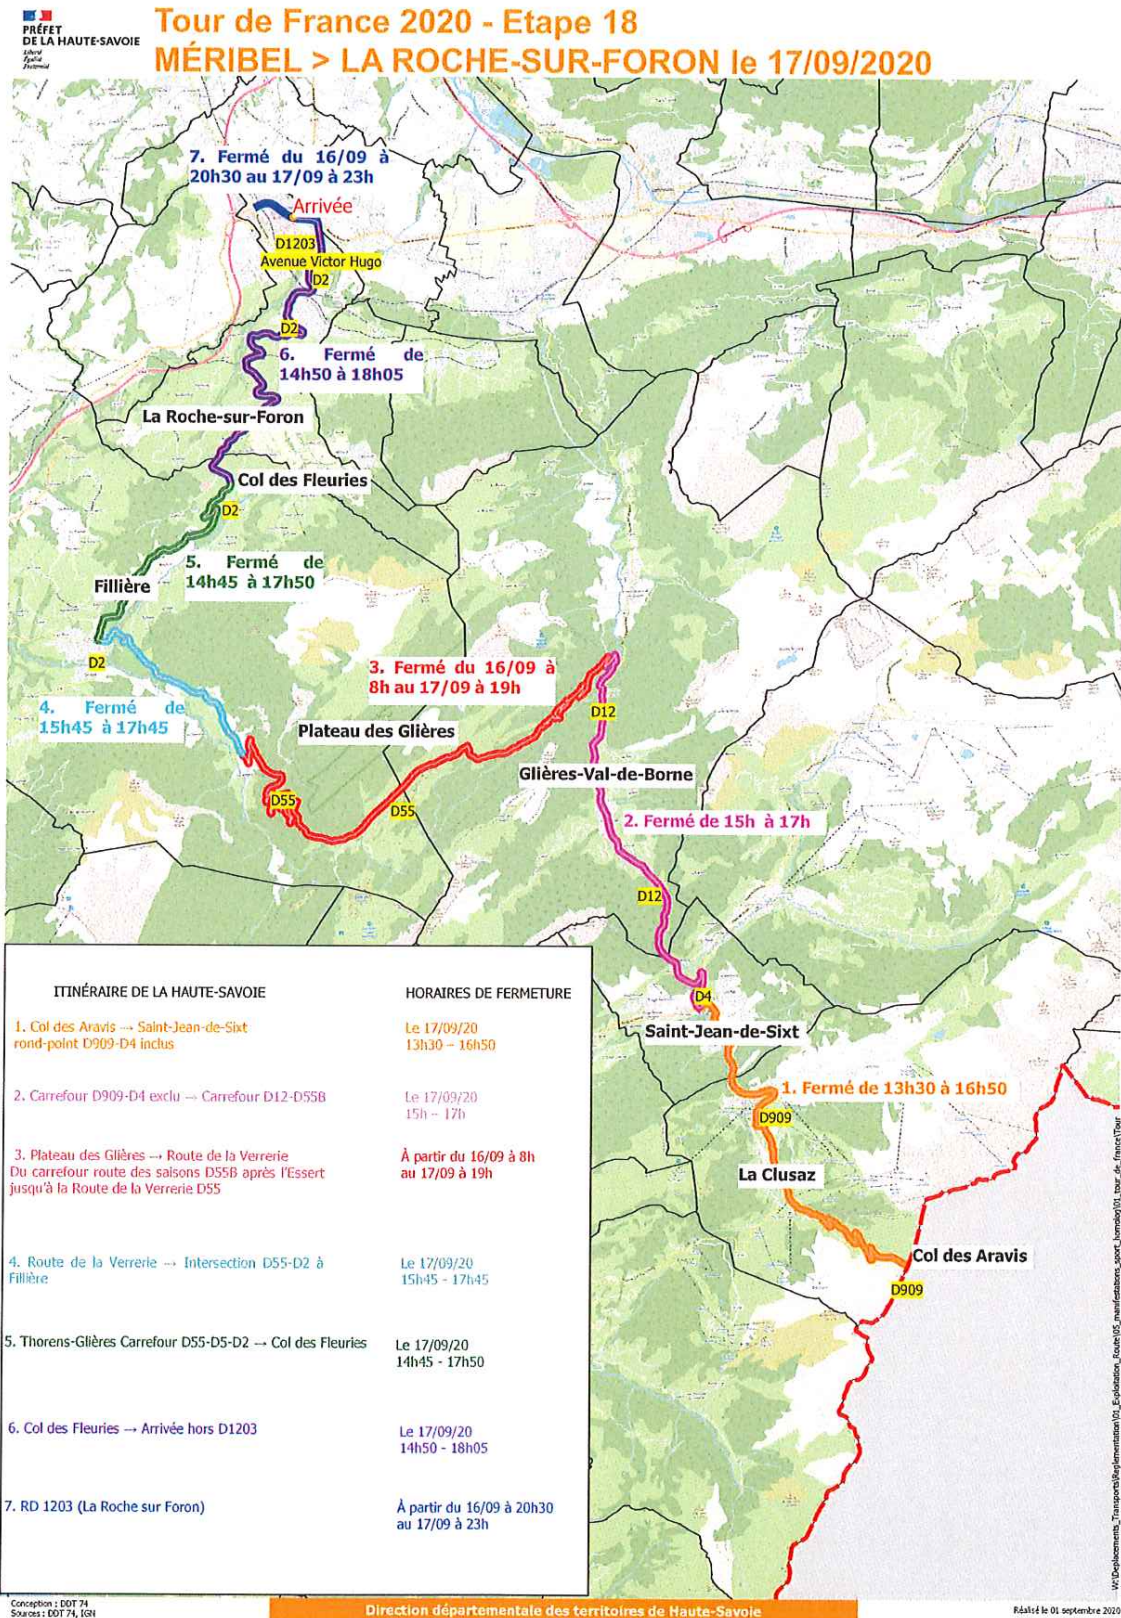 PRÉFET
DE LA HAUTE-SAVOIE
Liberté
Égalité
Fraternité
Tour de France 2020 - Etape 18
MÉRIBEL > LA ROCHE-SUR-FORON le 17/09/2020
7. Fermé du 16/09 à
20h30 au 17/09 à 23h
Arrivée
D1203
Avenue Victor Hugo
D2
D2
6. Fermé de
14h50 à 18h05
La Roche-sur-Foron
Col des Fleuries
D2
5. Fermé de
14h45 à 17h50
Fillière
D2
3. Fermé du 16/09 à
8h au 17/09 à 19h
4. Fermé de
15h45 à 17h45
D12
Plateau des Glières
Glières-Val-de-Borne
D55
D55
2. Fermé de 15h à 17h
D12
D4
Saint-Jean-de-Sixt
1. Fermé de 13h30 à 16h50
D909
La Clusaz
Col des Aravis
D909
ITINÉRAIRE DE LA HAUTE-SAVOIE
HORAIRES DE FERMETURE
1. Col des Aravis → Saint-Jean-de-Sixt
rond-point D909-D4 inclus
Le 17/09/20
13h30 – 16h50
2. Carrefour D909-D4 exclu → Carrefour D12-D55B
Le 17/09/20
15h – 17h
3. Plateau des Glières → Route de la Verrerie
Du carrefour route des saisons D55B après l'Essert
jusqu'à la Route de la Verrerie D55
À partir du 16/09 à 8h
au 17/09 à 19h
4. Route de la Verrerie → Intersection D55-D2 à
Fillière
Le 17/09/20
15h45 - 17h45
5. Thorens-Glières Carrefour D55-D5-D2 → Col des Fleuries
Le 17/09/20
14h45 - 17h50
6. Col des Fleuries → Arrivée hors D1203
Le 17/09/20
14h50 - 18h05
7. RD 1203 (La Roche sur Foron)
À partir du 16/09 à 20h30
au 17/09 à 23h
W:\Deplacements_Transports\Reglementation\01_Exploitation_Route\05_manifestations_sport_homolog\01_tour_de_france\Tour
Conception : DDT 74
Sources : DDT 74, IGN
Direction départementale des territoires de Haute-Savoie
Réalisé le 01 septembre 2020